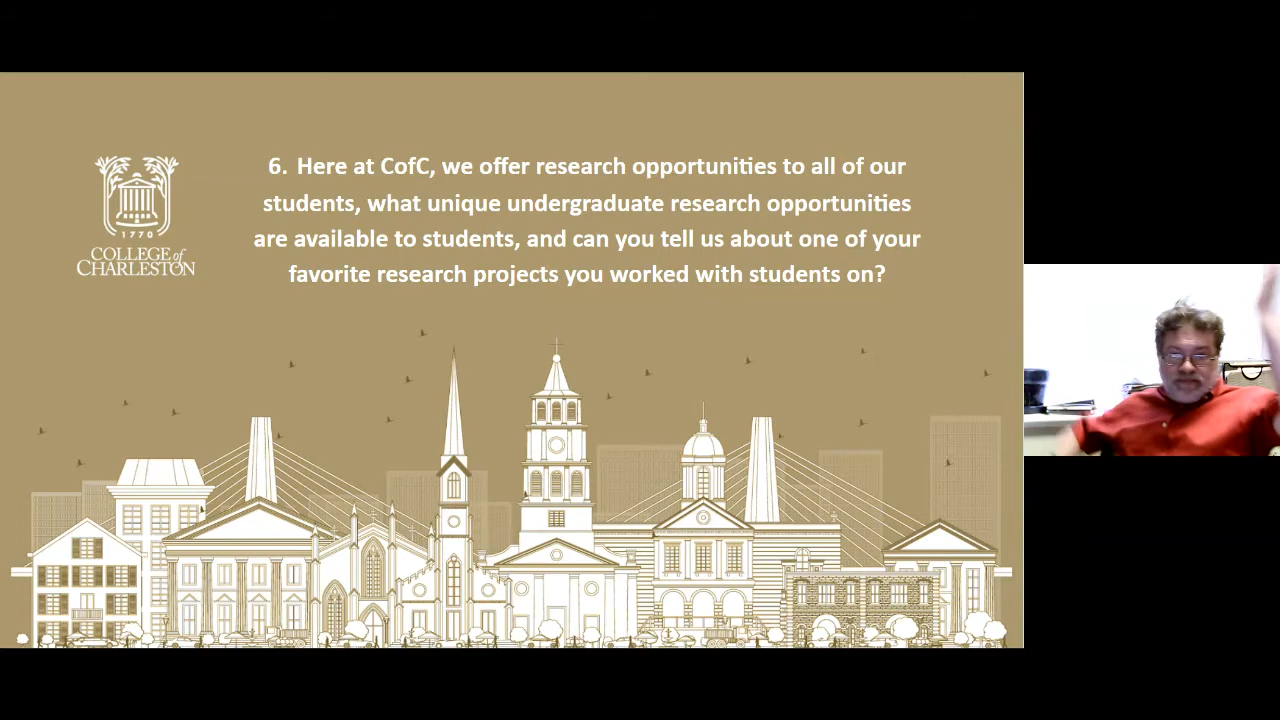 6. Here at CofC, we offer research opportunities to all of our
students, what unique undergraduate research opportunities
are available to students, and can you tell us about one of your
favorite research projects you worked with students on?
1770
COLLEGE of
CHARLESTON